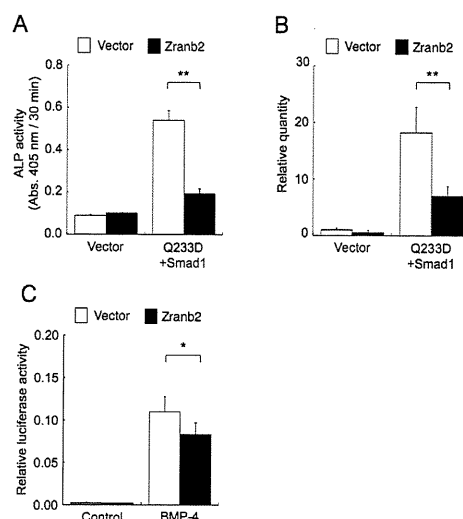 A
Vector Zranb2
**
ALP activity
(Abs. 405 nm / 30 min)
0.8
0.6
0.4
0.2
0.0
Vector
Q233D
+Smad1
B
Vector Zranb2
**
Relative quantity
30
20
10
0
Vector
Q233D
+Smad1
C
Vector Zranb2
*
Relative luciferase activity
0.20
0.15
0.10
0.05
0.00
Control
BMP-4